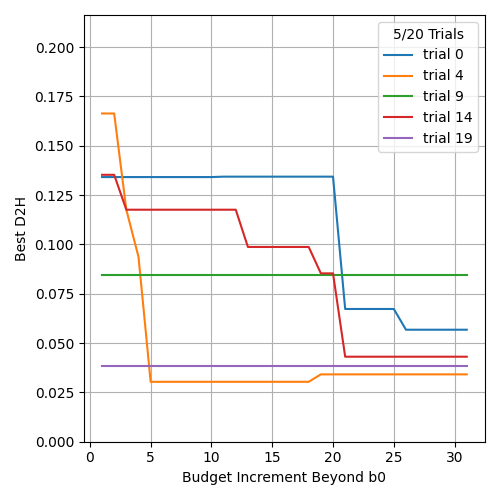 0.200
0.175
0.150
0.125
0.100
0.075
0.050
0.025
0.000
Best D2H
0 5 10 15 20 25 30
Budget Increment Beyond b0
5/20 Trials
trial 0
trial 4
trial 9
trial 14
trial 19